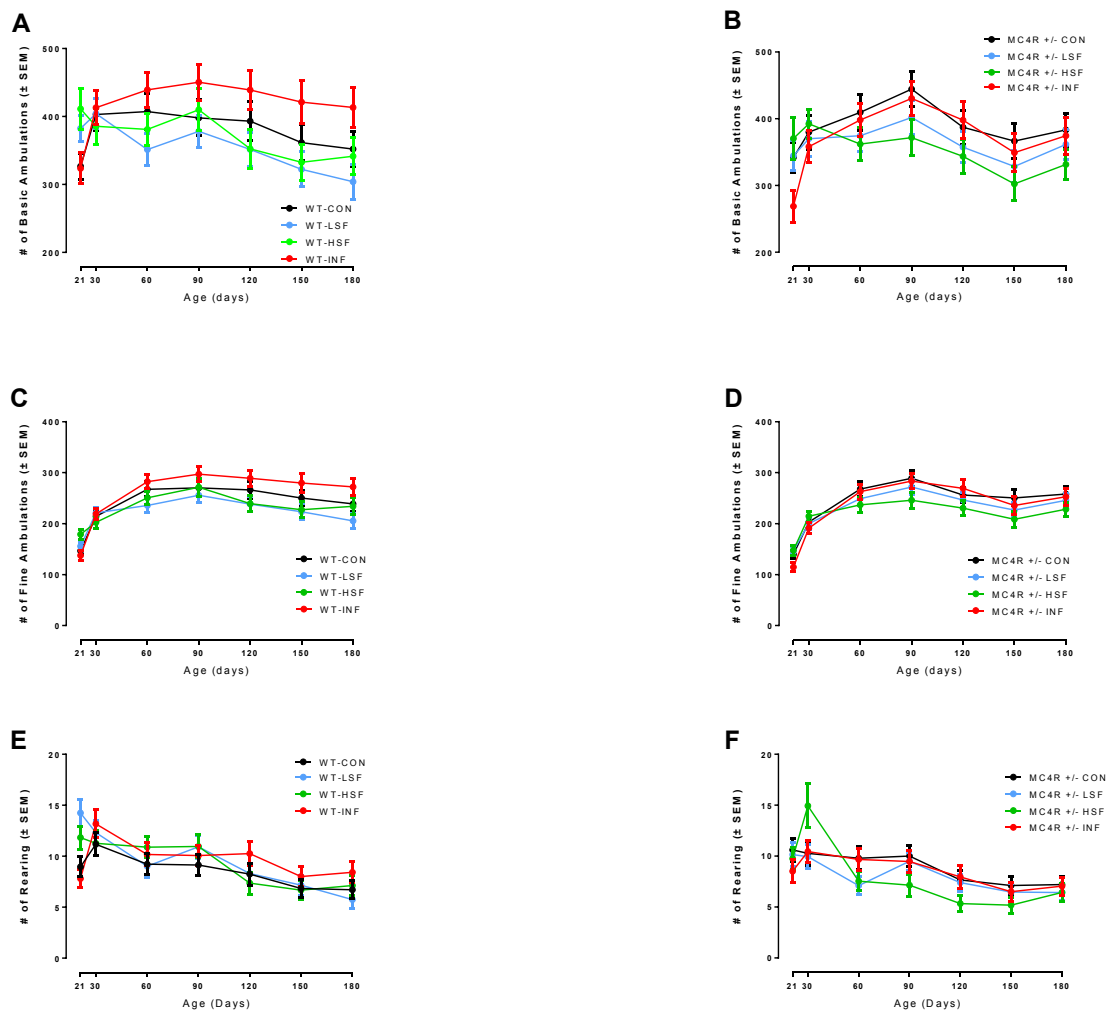 A
# of Basic Ambulations (± SEM)
500
400
300
200
WT-CON
WT-LSF
WT-HSF
WT-INF
21 30 60 90 120 150 180
Age (days)
B
# of Basic Ambulations (± SEM)
500
400
300
200
MC4R +/- CON
MC4R +/- LSF
MC4R +/- HSF
MC4R +/- INF
21 30 60 90 120 150 180
Age (days)
C
# of Fine Ambulations (± SEM)
400
300
200
100
0
WT-CON
WT-LSF
WT-HSF
WT-INF
21 30 60 90 120 150 180
Age (days)
D
# of Fine Ambulations (± SEM)
400
300
200
100
0
MC4R +/- CON
MC4R +/- LSF
MC4R +/- HSF
MC4R +/- INF
21 30 60 90 120 150 180
Age (days)
E
# of Rearing (± SEM)
20
15
10
5
0
WT-CON
WT-LSF
WT-HSF
WT-INF
21 30 60 90 120 150 180
Age (Days)
F
# of Rearing (± SEM)
20
15
10
5
0
MC4R +/- CON
MC4R +/- LSF
MC4R +/- HSF
MC4R +/- INF
21 30 60 90 120 150 180
Age (Days)